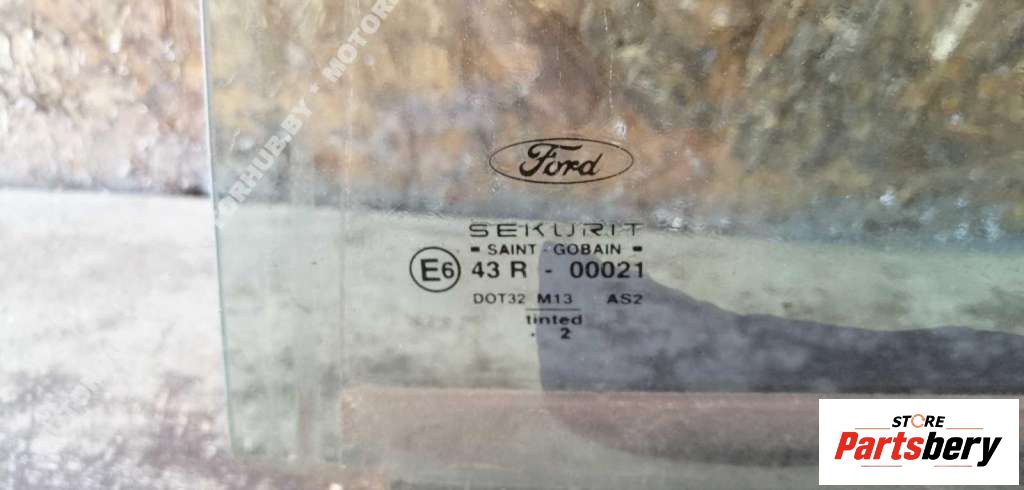 Ford
SEKURIT
- SAINT - GOBAIN -
E6 43 R - 00021
DOT32 M13 AS2
tinted
. 2
STORE
Partsbery